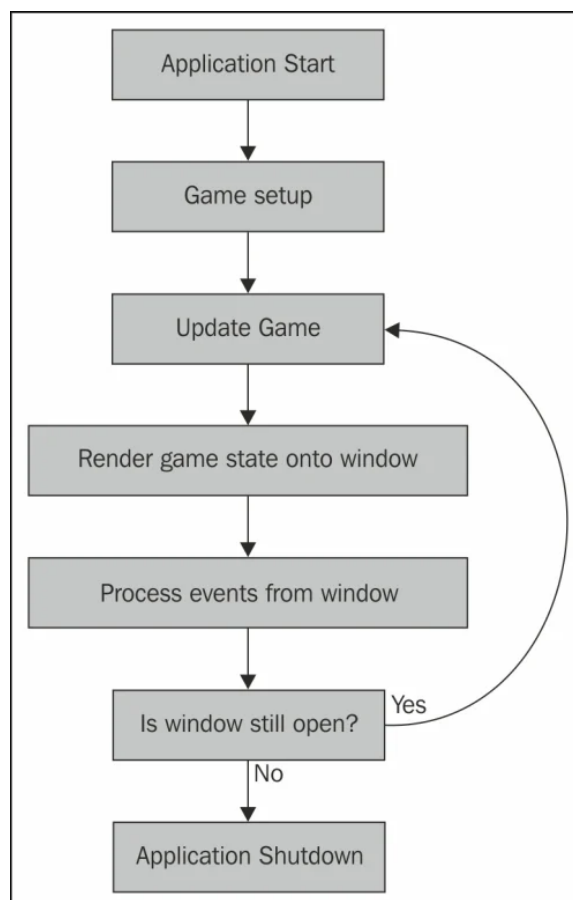 Application Start
Game setup
Update Game
Render game state onto window
Process events from window
Is window still open?
Yes
No
Application Shutdown